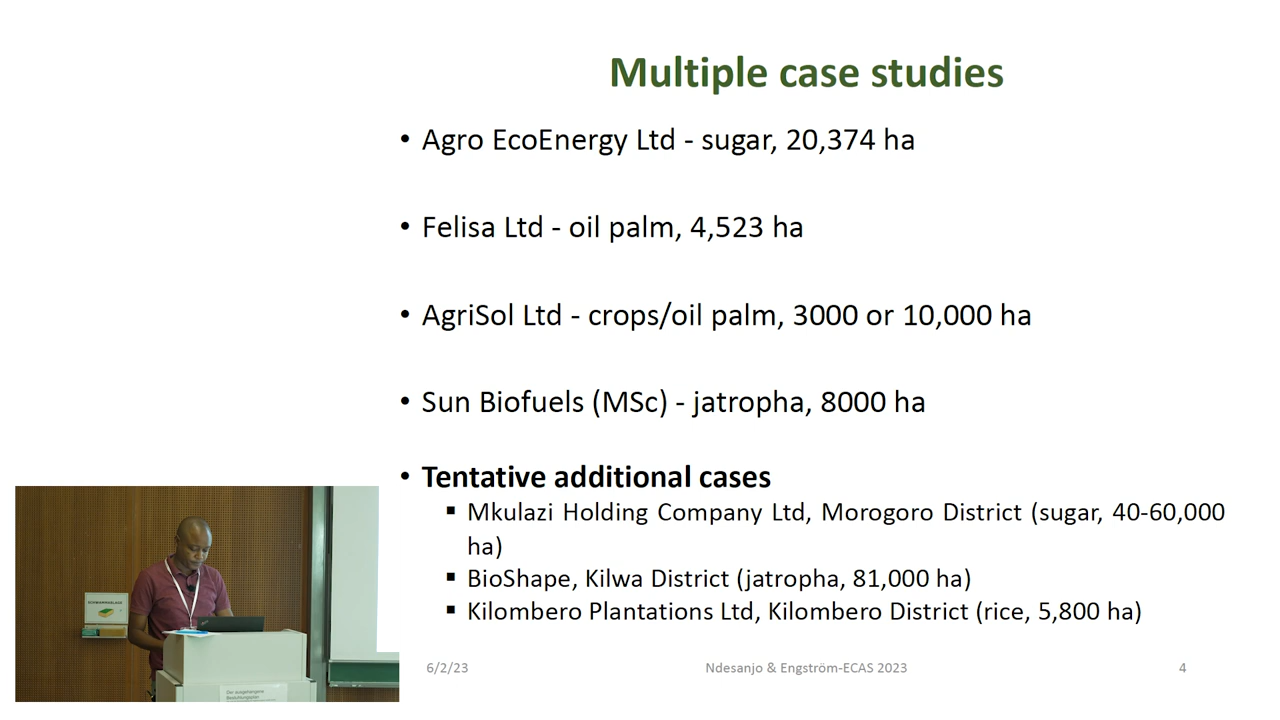 Multiple case studies
• Agro EcoEnergy Ltd - sugar, 20,374 ha
• Felisa Ltd - oil palm, 4,523 ha
• AgriSol Ltd - crops/oil palm, 3000 or 10,000 ha
• Sun Biofuels (MSc) - jatropha, 8000 ha
• Tentative additional cases
▪ Mkulazi Holding Company Ltd, Morogoro District (sugar, 40-60,000
ha)
▪ BioShape, Kilwa District (jatropha, 81,000 ha)
▪ Kilombero Plantations Ltd, Kilombero District (rice, 5,800 ha)
6/2/23 Ndesanjo & Engström-ECAS 2023 4
Der ausgehangene